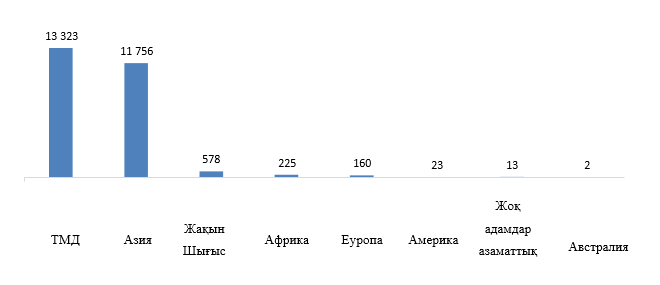 13 323
11 756
578
225
160
23
13
2
ТМД
Азия
Жақын
Шығыс
Африка
Еуропа
Америка
Жоқ
адамдар
азаматтық
Австралия